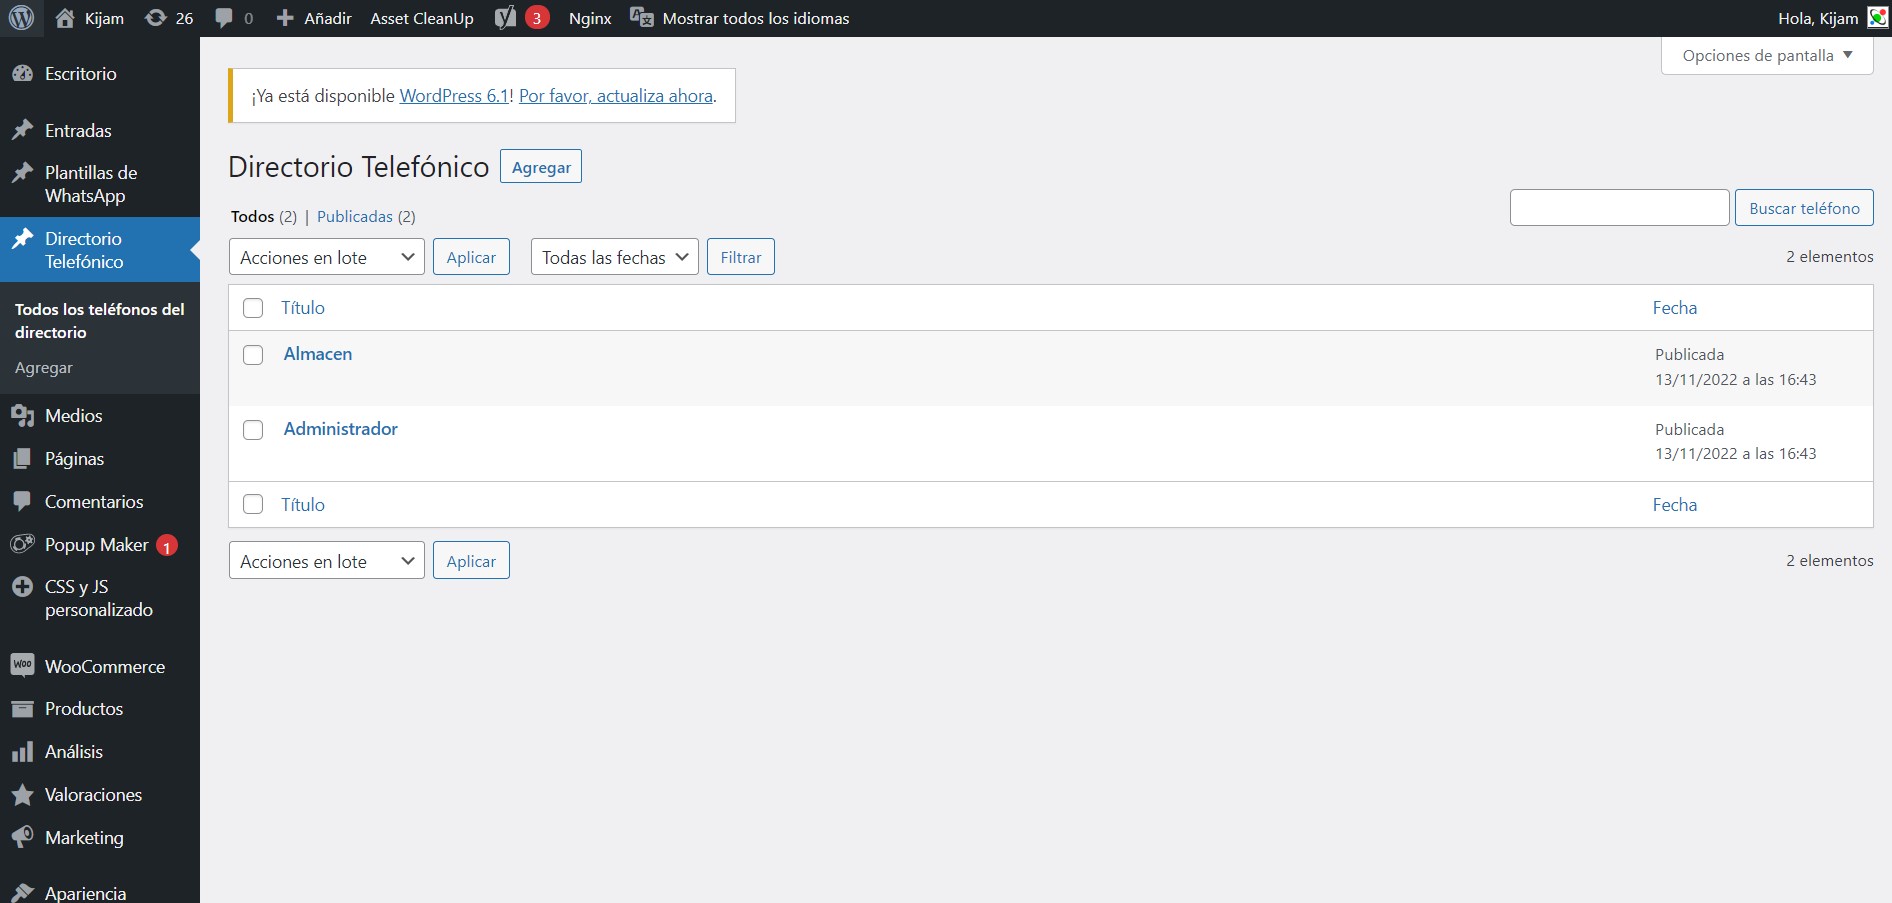 Kijam 26 0 Añadir Asset CleanUp 3 Nginx Mostrar todos los idiomas Hola, Kijam
Escritorio
Entradas
Plantillas de
WhatsApp
Directorio
Telefónico
Todos los teléfonos del
directorio
Agregar
Medios
Páginas
Comentarios
Popup Maker 1
CSS y JS
personalizado
Woo WooCommerce
Productos
Análisis
Valoraciones
Marketing
Apariencia
Opciones de pantalla
¡Ya está disponible WordPress 6.1! Por favor, actualiza ahora.
Directorio Telefónico Agregar
Todos (2) | Publicadas (2)
Buscar teléfono
Acciones en lote Aplicar Todas las fechas Filtrar 2 elementos
Título Fecha
Almacen Publicada
13/11/2022 a las 16:43
Administrador Publicada
13/11/2022 a las 16:43
Título Fecha
Acciones en lote Aplicar 2 elementos